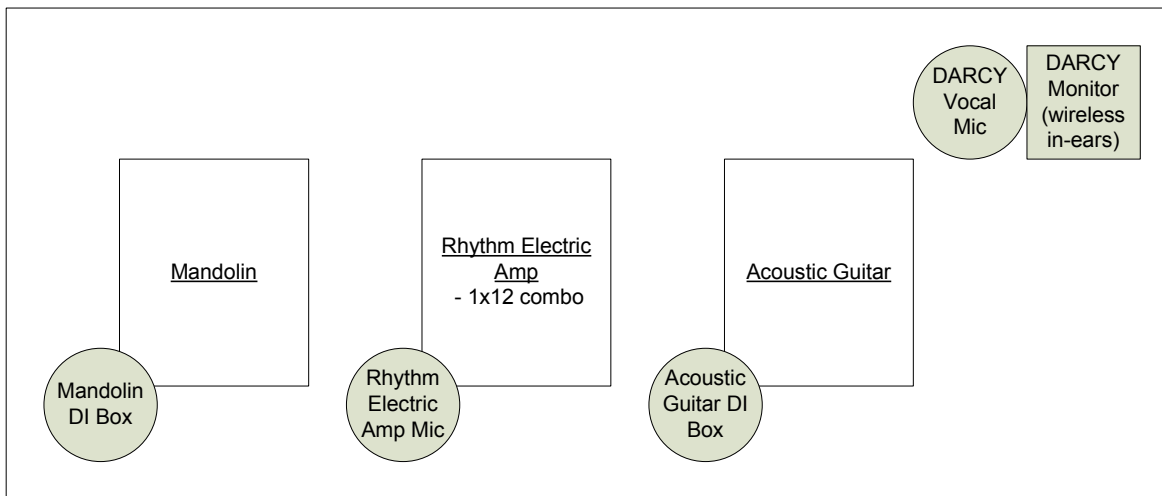 DARCY
Vocal
Mic
DARCY
Monitor
(wireless
in-ears)
Mandolin
Rhythm Electric
Amp
- 1x12 combo
Acoustic Guitar
Mandolin
DI Box
Rhythm
Electric
Amp Mic
Acoustic
Guitar DI
Box